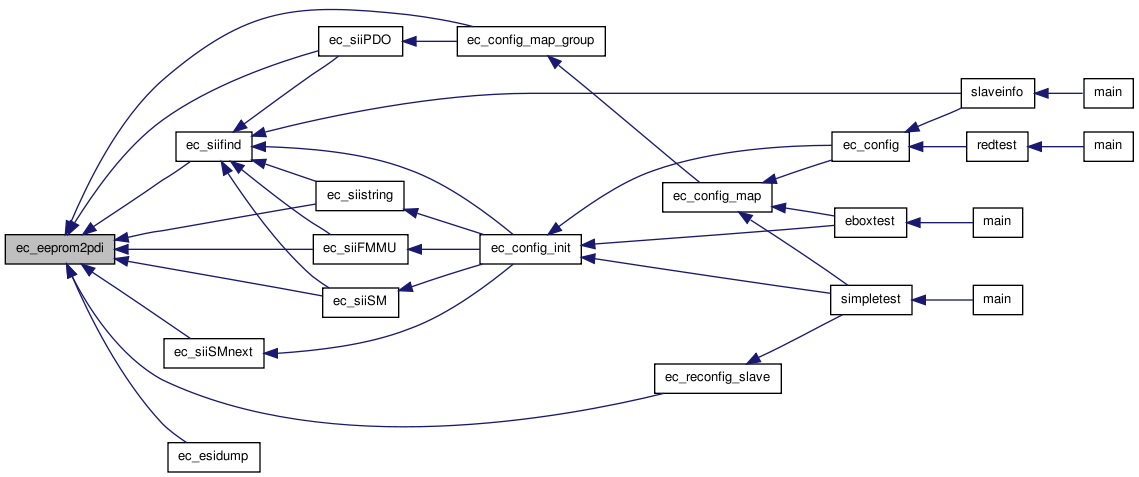 ec_siiPDO
ec_config_map_group
slaveinfo
main
ec_siifind
ec_config
redtest
main
ec_siistring
ec_config_map
eboxtest
main
ec_eeprom2pdi
ec_siiFMMU
ec_config_init
ec_siiSM
simpletest
main
ec_siiSMnext
ec_reconfig_slave
ec_esidump